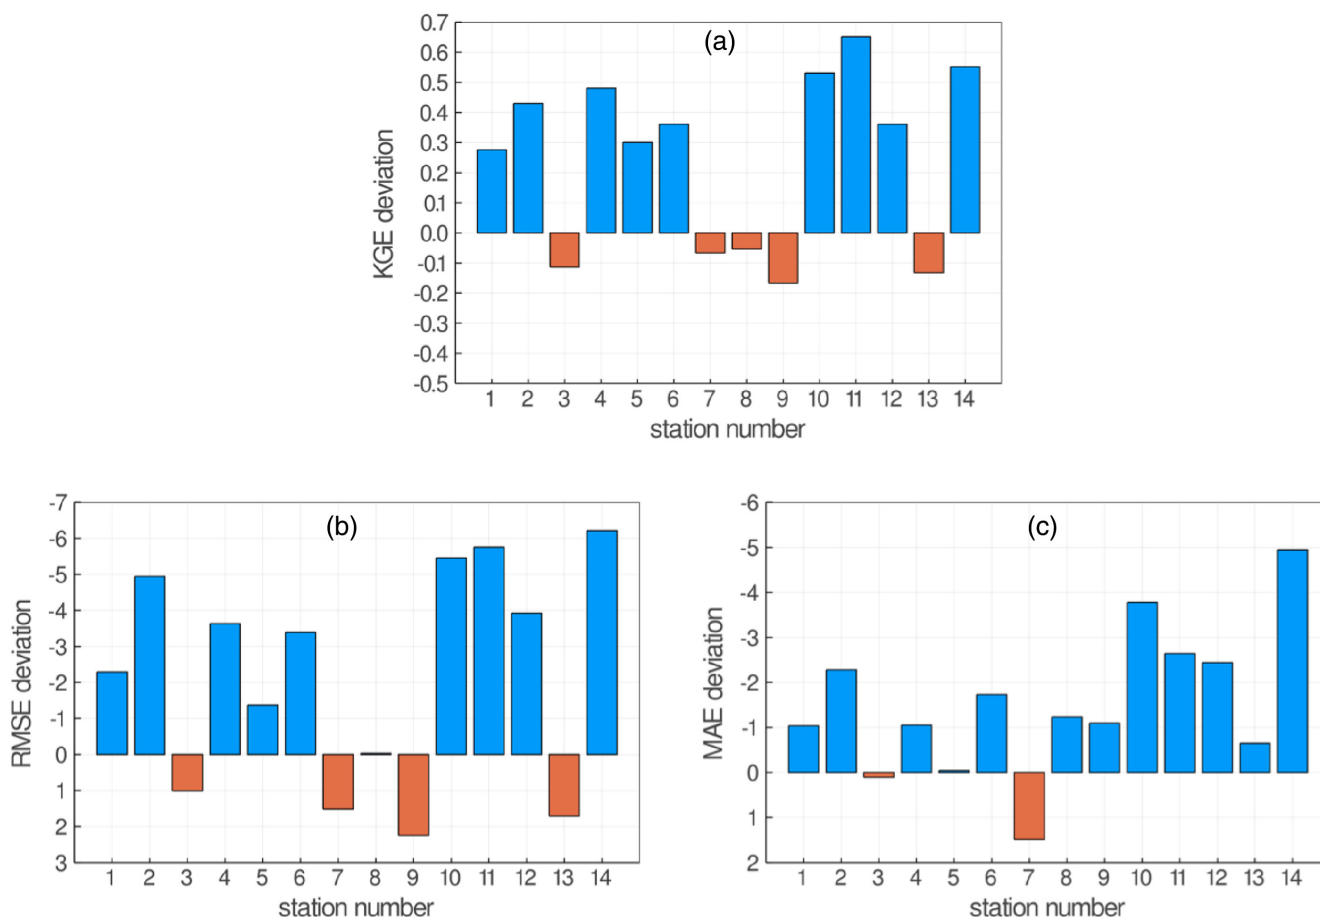 (a)
KGE deviation
0.7
0.6
0.5
0.4
0.3
0.2
0.1
0.0
-0.1
-0.2
-0.3
-0.4
-0.5
1 2 3 4 5 6 7 8 9 10 11 12 13 14
station number
(b)
RMSE deviation
-7
-6
-5
-4
-3
-2
-1
0
1
2
3
1 2 3 4 5 6 7 8 9 10 11 12 13 14
station number
(c)
MAE deviation
-6
-5
-4
-3
-2
-1
0
1
2
1 2 3 4 5 6 7 8 9 10 11 12 13 14
station number